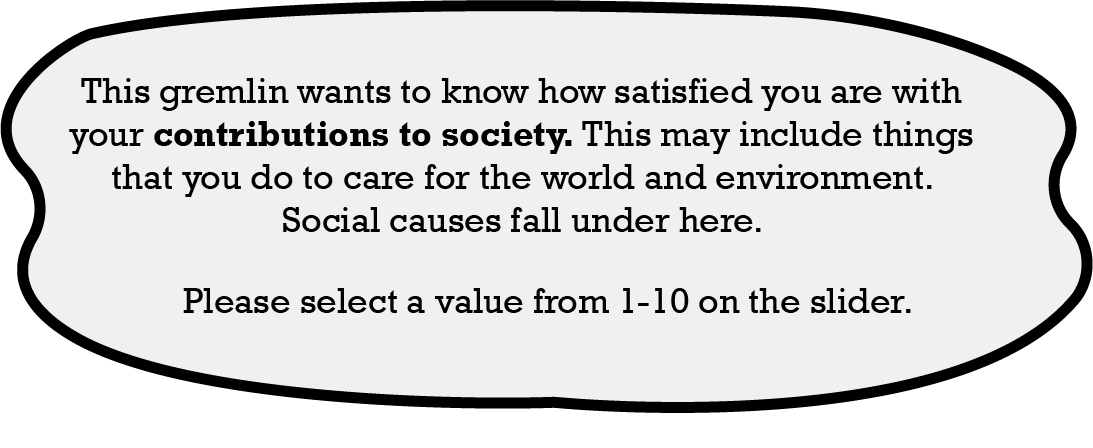 This gremlin wants to know how satisfied you are with
your contributions to society. This may include things
that you do to care for the world and environment.
Social causes fall under here.
Please select a value from 1-10 on the slider.